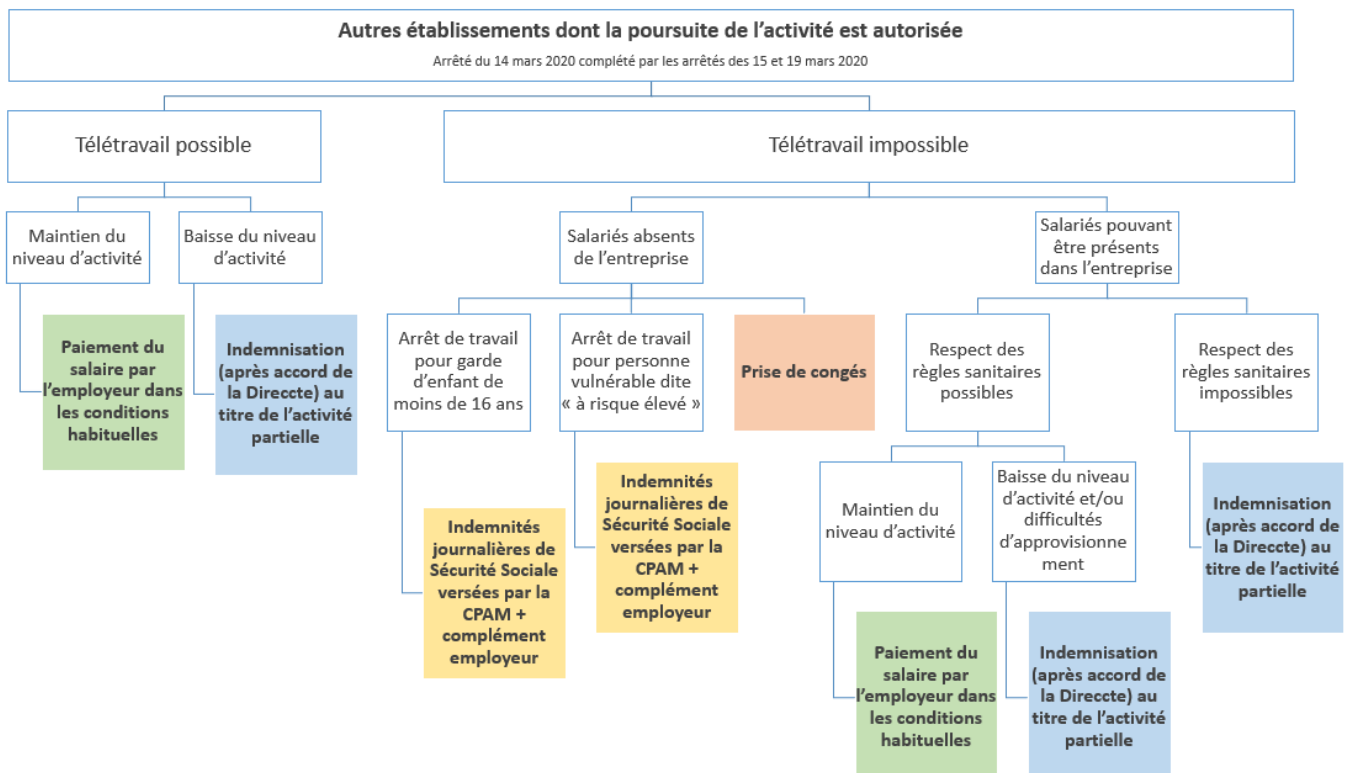 Autres établissements dont la poursuite de l’activité est autorisée
Arrêté du 14 mars 2020 complété par les arrêtés des 15 et 19 mars 2020
Télétravail possible
Télétravail impossible
Maintien du
niveau d’activité
Baisse du niveau
d’activité
Salariés absents
de l’entreprise
Salariés pouvant
être présents
dans l’entreprise
Paiement du
salaire par
l’employeur dans
les conditions
habituelles
Indemnisation
(après accord de
la Direccte) au
titre de l’activité
partielle
Arrêt de travail
pour garde
d’enfant de
moins de 16 ans
Arrêt de travail
pour personne
vulnérable dite
« à risque élevé »
Prise de congés
Respect des
règles sanitaires
possibles
Respect des
règles sanitaires
impossibles
Indemnités
journalières de
Sécurité Sociale
versées par la
CPAM +
complément
employeur
Indemnités
journalières de
Sécurité Sociale
versées par la
CPAM +
complément
employeur
Maintien du
niveau d’activité
Baisse du niveau
d’activité et/ou
difficultés
d’approvisionne
ment
Indemnisation
(après accord de
la Direccte) au
titre de l’activité
partielle
Paiement du
salaire par
l’employeur dans
les conditions
habituelles
Indemnisation
(après accord de
la Direccte) au
titre de l’activité
partielle